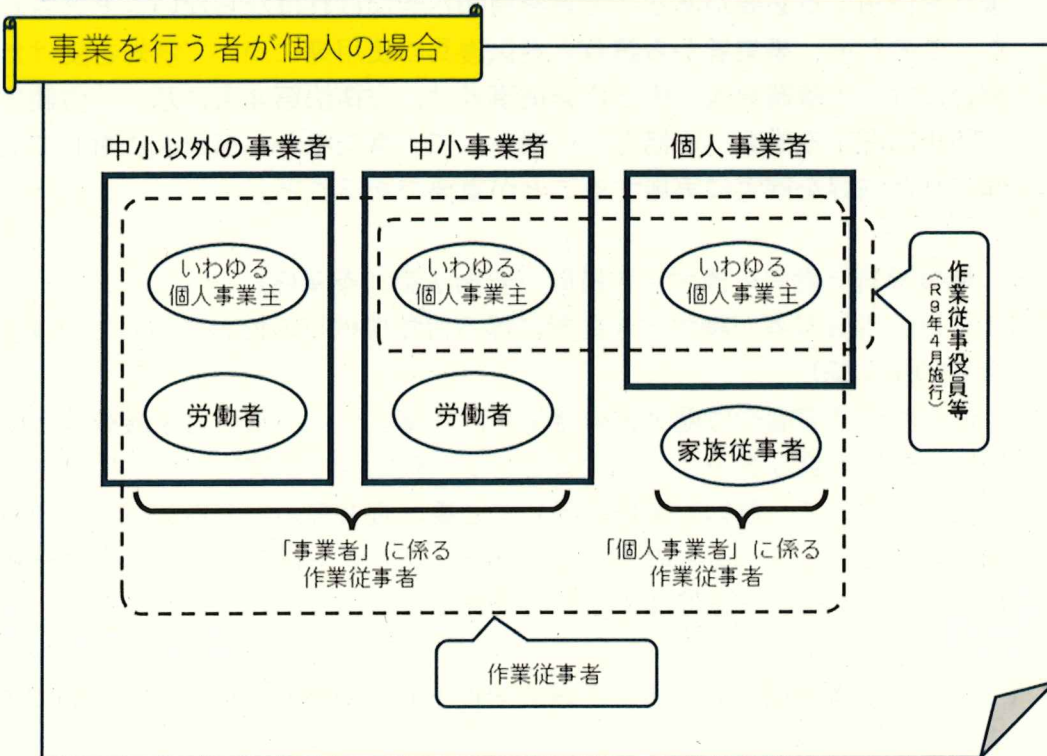 事業を行う者が個人の場合
中小以外の事業者
中小事業者
個人事業者
いわゆる
個人事業主
いわゆる
個人事業主
いわゆる
個人事業主
作業従事役員等
（R9年4月施行）
労働者
労働者
家族従事者
「事業者」に係る
作業従事者
「個人事業者」に係る
作業従事者
作業従事者